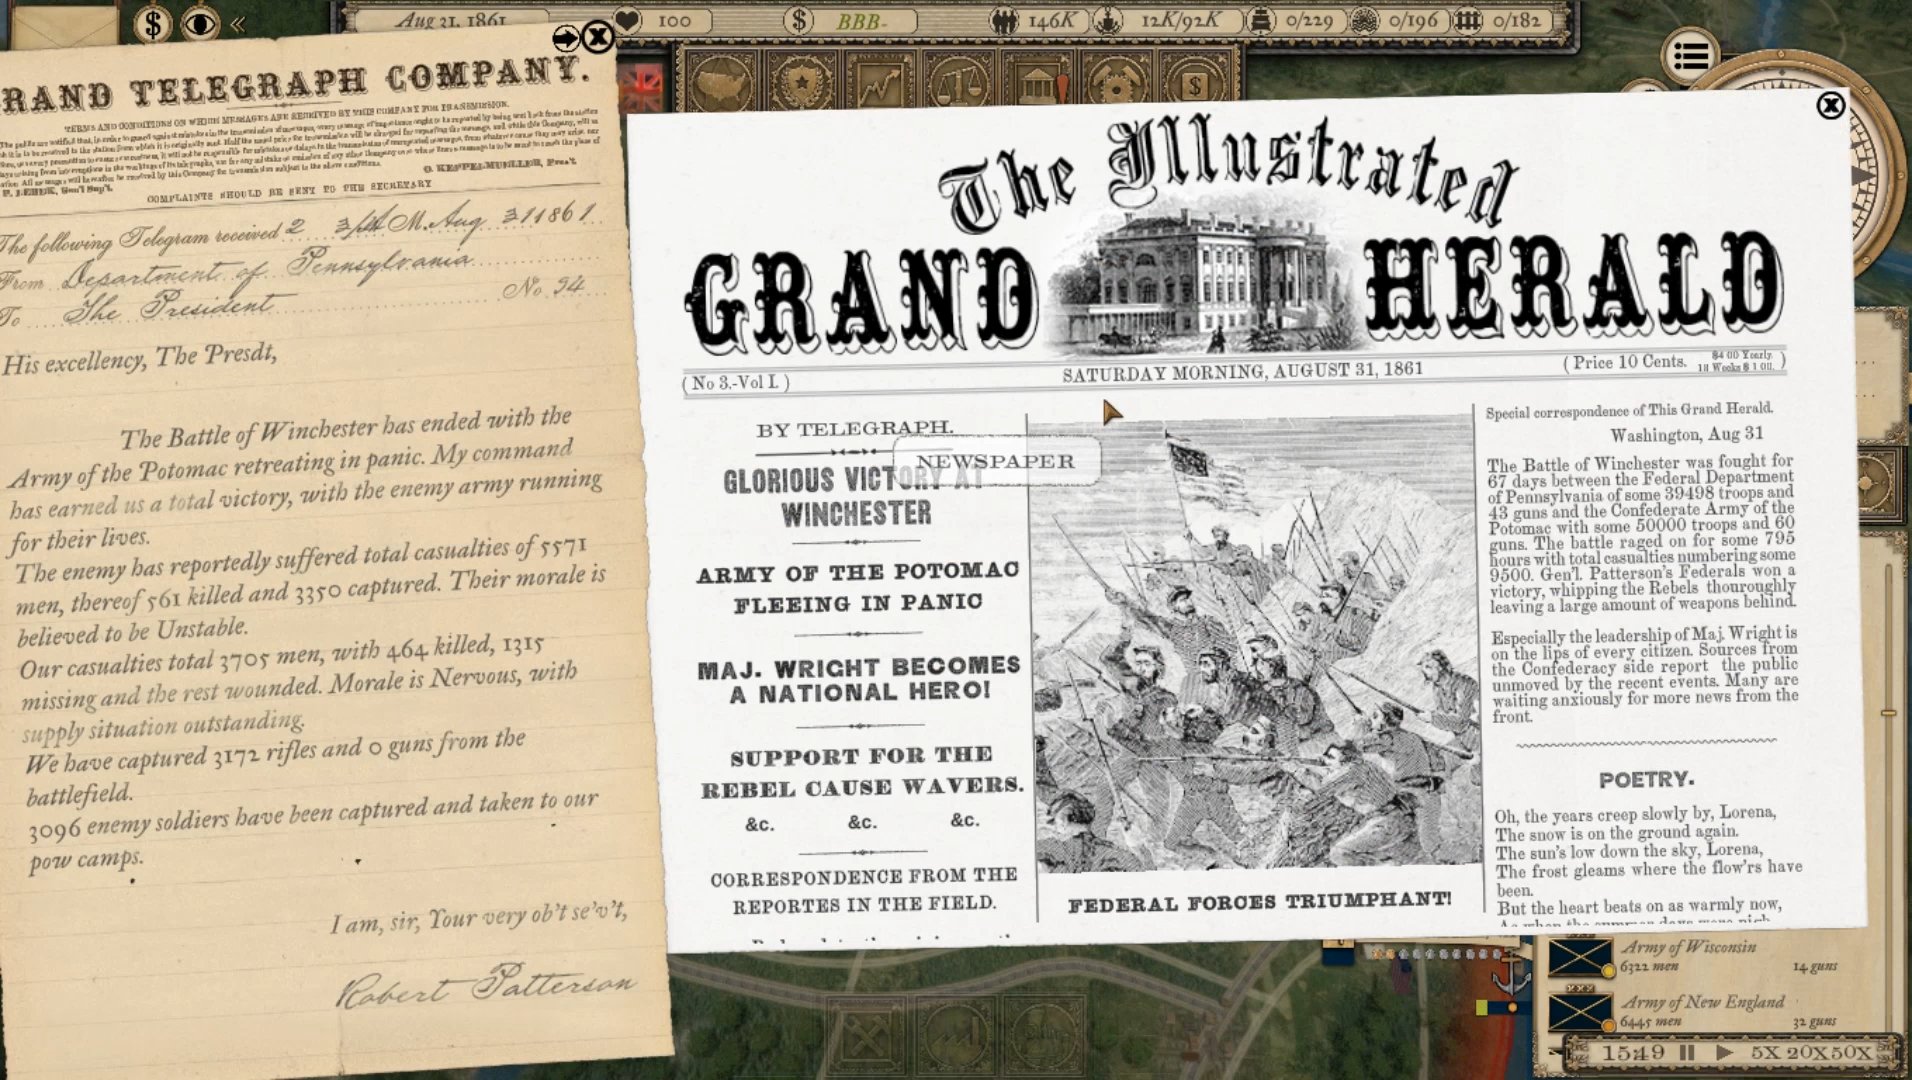 Aug 31, 1861
100
BBB-
146K
12K/92K
0/229
0/196
0/182
RAND TELEGRAPH COMPANY.
TERMS AND CONDITIONS ON WHICH MESSAGES ARE RECEIVED BY THIS COMPANY FOR TRANSMISSION.
COMPLAINTS SHOULD BE SENT TO THE SECRETARY
The following Telegram received 2 M. Aug 31 1861
From Department of Pennsylvania
No. 94
To The President
His excellency, The Presdt,
The Battle of Winchester has ended with the
Army of the Potomac retreating in panic. My command
has earned us a total victory, with the enemy army running
for their lives.
The enemy has reportedly suffered total casualties of 5571
men, thereof 561 killed and 3350 captured. Their morale is
believed to be Unstable.
Our casualties total 3705 men, with 464 killed, 1315
missing and the rest wounded. Morale is Nervous, with
supply situation outstanding.
We have captured 3172 rifles and 0 guns from the
battlefield.
3096 enemy soldiers have been captured and taken to our
pow camps.
I am, sir, Your very ob't se'v't,
Robert Patterson
The Illustrated
GRAND HERALD
(No 3.-Vol I.)
SATURDAY MORNING, AUGUST 31, 1861
(Price 10 Cents. $4 00 Yearly. )
BY TELEGRAPH.
NEWSPAPER
GLORIOUS VICTORY AT
WINCHESTER
ARMY OF THE POTOMAC
FLEEING IN PANIC
MAJ. WRIGHT BECOMES
A NATIONAL HERO!
SUPPORT FOR THE
REBEL CAUSE WAVERS.
&c. &c. &c.
CORRESPONDENCE FROM THE
REPORTES IN THE FIELD.
FEDERAL FORCES TRIUMPHANT!
Special correspondence of This Grand Herald.
Washington, Aug 31
The Battle of Winchester was fought for
67 days between the Federal Department
of Pennsylvania of some 39498 troops and
43 guns and the Confederate Army of the
Potomac with some 50000 troops and 60
guns. The battle raged on for some 795
hours with total casualties numbering some
9500. Gen'l. Patterson's Federals won a
victory, whipping the Rebels thouroughly
leaving a large amount of weapons behind.
Especially the leadership of Maj. Wright is
on the lips of every citizen. Sources from
the Confederacy side report the public
unmoved by the recent events. Many are
waiting anxiously for more news from the
front.
POETRY.
Oh, the years creep slowly by, Lorena,
The snow is on the ground again.
The sun's low down the sky, Lorena,
The frost gleams where the flow'rs have
been.
But the heart beats on as warmly now,
Army of Wisconsin
6322 men 14 guns
Army of New England
6445 men 32 guns
15:49 5X 20X 50X